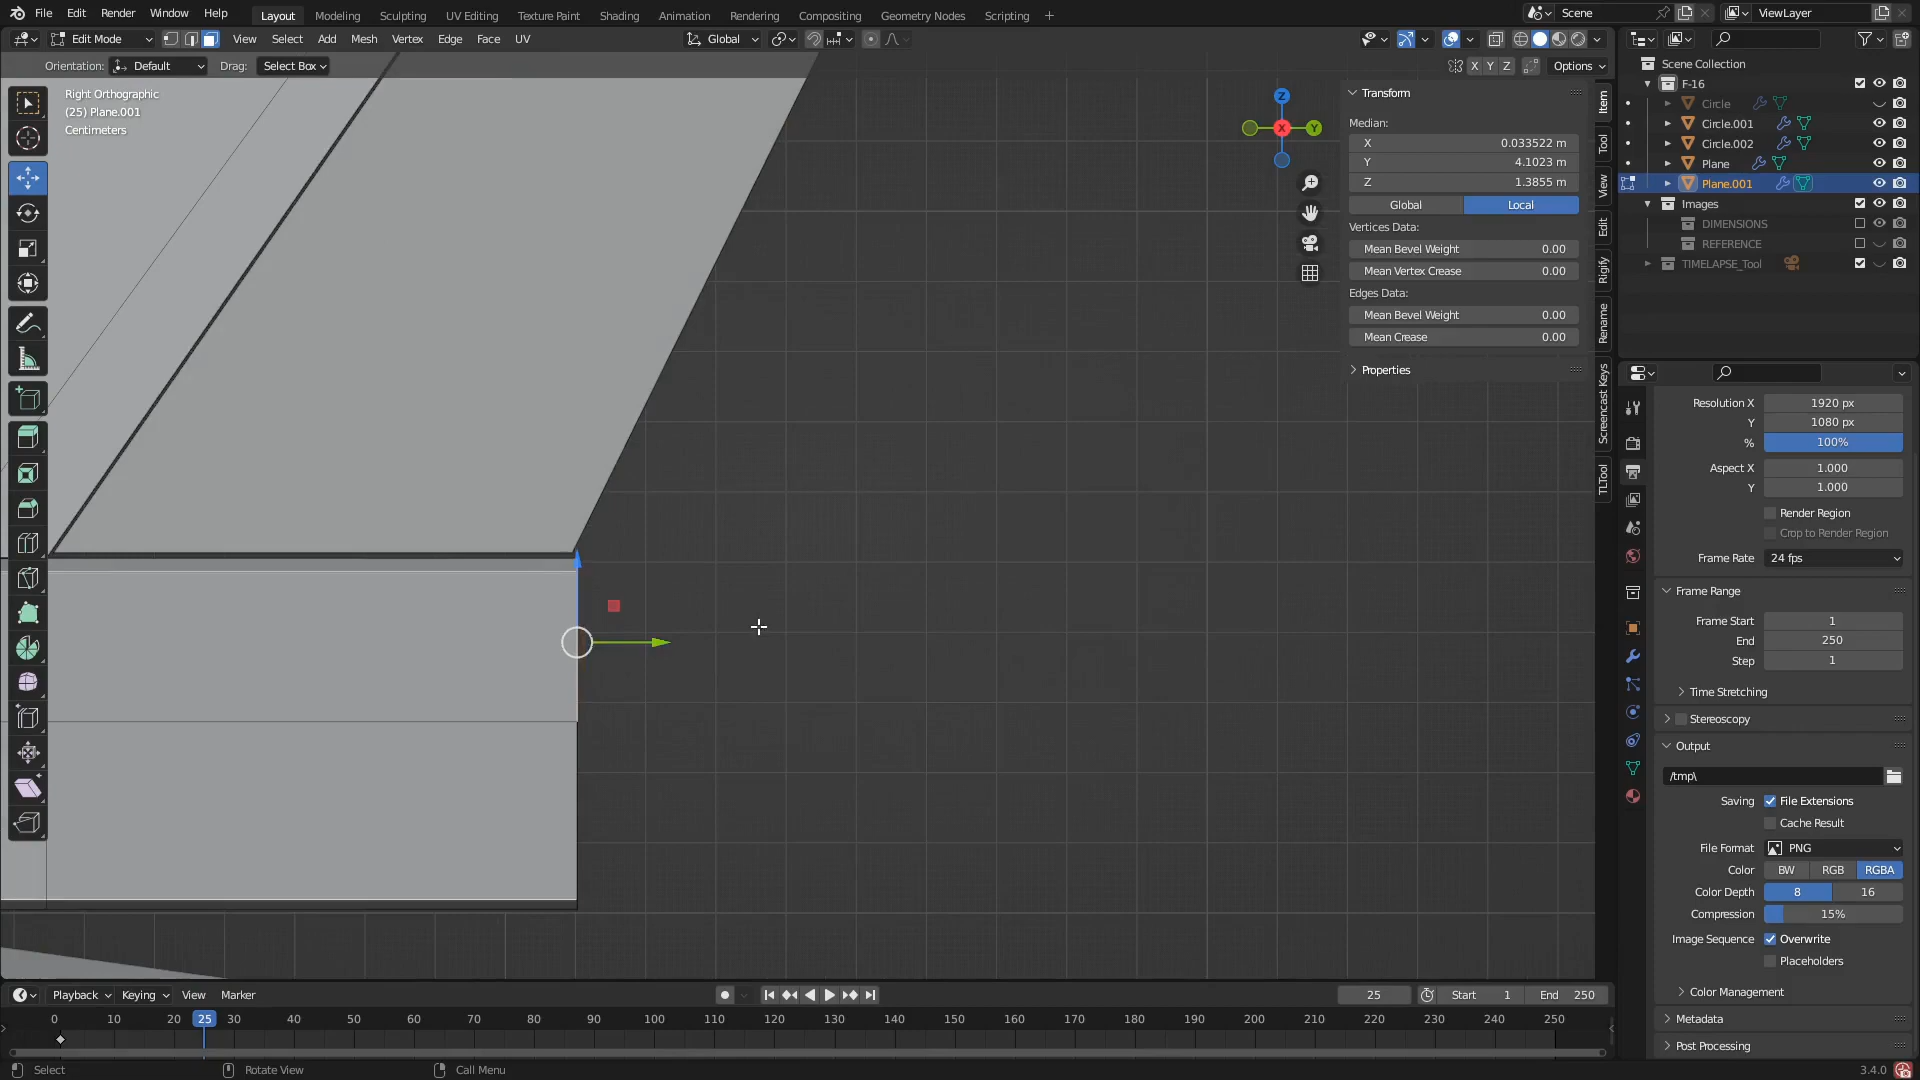 File Edit Render Window Help Layout Modeling Sculpting UV Editing Texture Paint Shading Animation Rendering Compositing Geometry Nodes Scripting + Scene ViewLayer
Edit Mode View Select Add Mesh Vertex Edge Face UV Global
Orientation: Default Drag: Select Box X Y Z Options
Right Orthographic
(25) Plane.001
Centimeters
Z
X
Y
Transform
Median:
X 0.033522 m
Y 4.1023 m
Z 1.3855 m
Global Local
Vertices Data:
Mean Bevel Weight 0.00
Mean Vertex Crease 0.00
Edges Data:
Mean Bevel Weight 0.00
Mean Crease 0.00
Properties
Item
Tool
View
Edit
Rigify
Rename
Screencast Keys
TLTool
Scene Collection
F-16
Circle
Circle.001
Circle.002
Plane
Plane.001
Images
DIMENSIONS
REFERENCE
TIMELAPSE_Tool
Resolution X 1920 px
Y 1080 px
% 100%
Aspect X 1.000
Y 1.000
Render Region
Crop to Render Region
Frame Rate 24 fps
Frame Range
Frame Start 1
End 250
Step 1
Time Stretching
Stereoscopy
Output
/tmp\
Saving File Extensions
Cache Result
File Format PNG
Color BW RGB RGBA
Color Depth 8 16
Compression 15%
Image Sequence Overwrite
Placeholders
Color Management
Metadata
Post Processing
Playback Keying View Marker 25 Start 1 End 250
0 10 20 25 30 40 50 60 70 80 90 100 110 120 130 140 150 160 170 180 190 200 210 220 230 240 250
Select Rotate View Call Menu 3.4.0